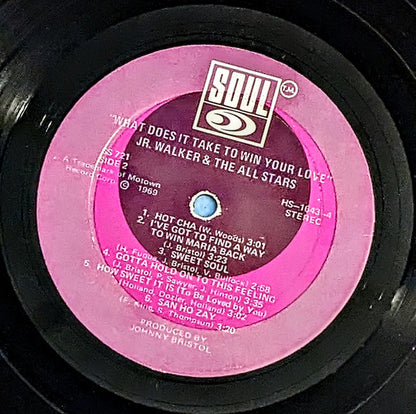 SOUL
T.M.
"WHAT DOES IT TAKE TO WIN YOUR LOVE"
JR. WALKER & THE ALL STARS
SS 721
SIDE 2
A Trademark of Motown
Record Corp. © 1969
HS-1643-4
STEREO
1. HOT CHA (W. Woods) 3:01
2. I'VE GOT TO FIND A WAY
TO WIN MARIA BACK
(J. Bristol) 3:23
3. SWEET SOUL
(H. Fuqua, J. Bristol, V. Bullock) 2:58
4. GOTTA HOLD ON TO THIS FEELING
(J. Bristol, P. Sawyer, J. Hinton) 3:35
5. HOW SWEET IT IS (To Be Loved by You)
(Holland, Dozier, Holland) 3:02
6. SAN HO ZAY
Thompson) 3:20
PRODUCED BY
JOHNNY BRISTOL